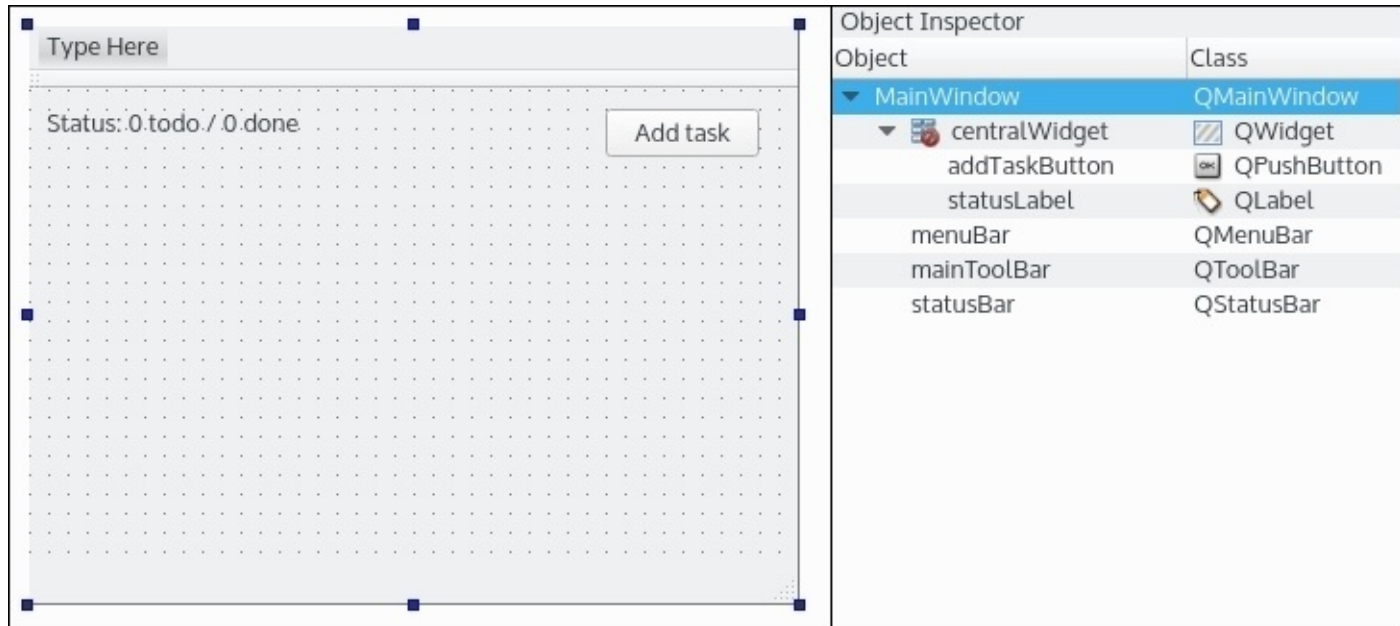 Type Here
Status: 0 todo / 0 done
Add task
Object Inspector
Object Class
MainWindow QMainWindow
centralWidget QWidget
addTaskButton OK QPushButton
statusLabel QLabel
menuBar QMenuBar
mainToolBar QToolBar
statusBar QStatusBar